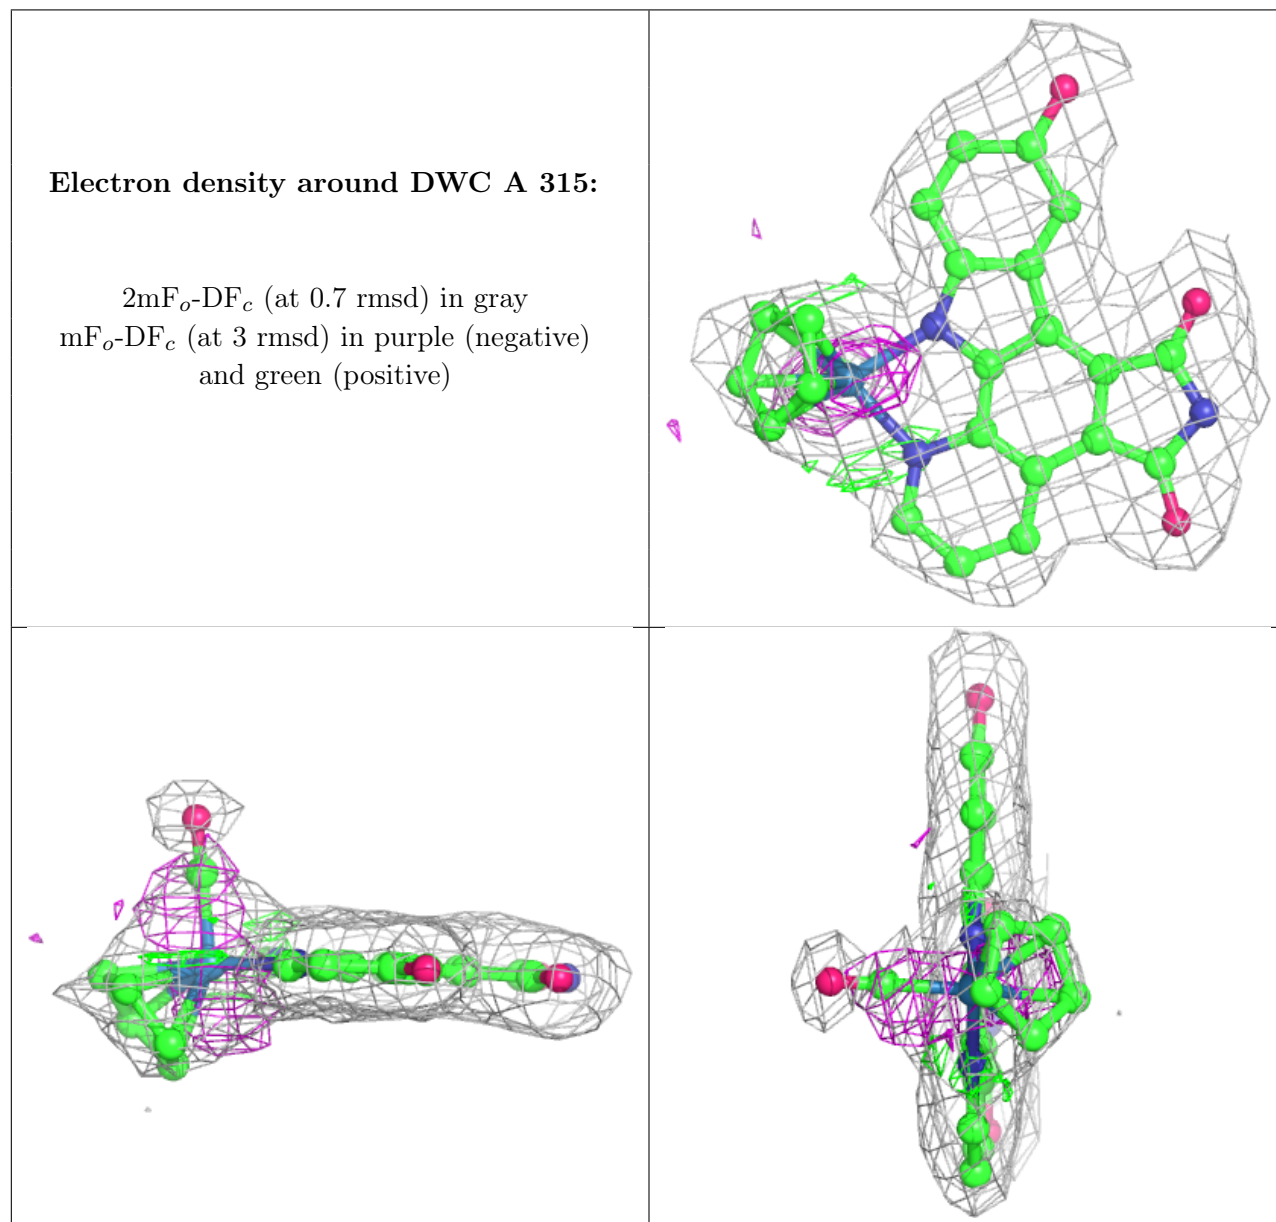 Electron density around DWC A 315:
2mFo-DFc (at 0.7 rmsd) in gray
mFo-DFc (at 3 rmsd) in purple (negative)
and green (positive)